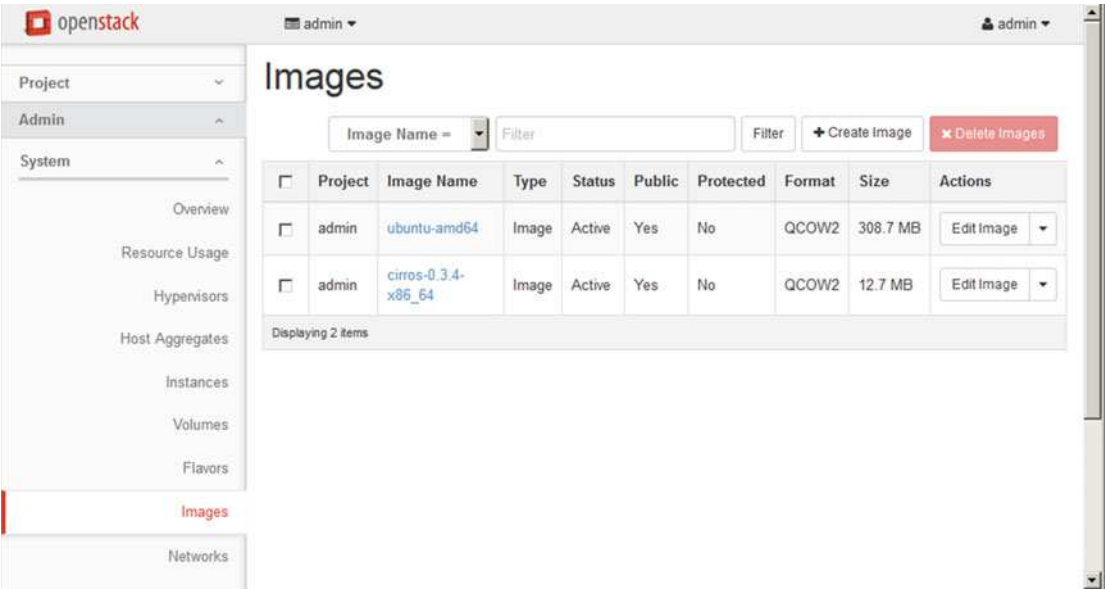 openstack
admin
admin
Project
Admin
System
Overview
Resource Usage
Hypervisors
Host Aggregates
Instances
Volumes
Flavors
Images
Networks
Images
Image Name = Filter Filter +Create Image ×Delete Images
Project Image Name Type Status Public Protected Format Size Actions
admin ubuntu-amd64 Image Active Yes No QCOW2 308.7 MB Edit Image
admin cirros-0.3.4-
x86_64 Image Active Yes No QCOW2 12.7 MB Edit Image
Displaying 2 items